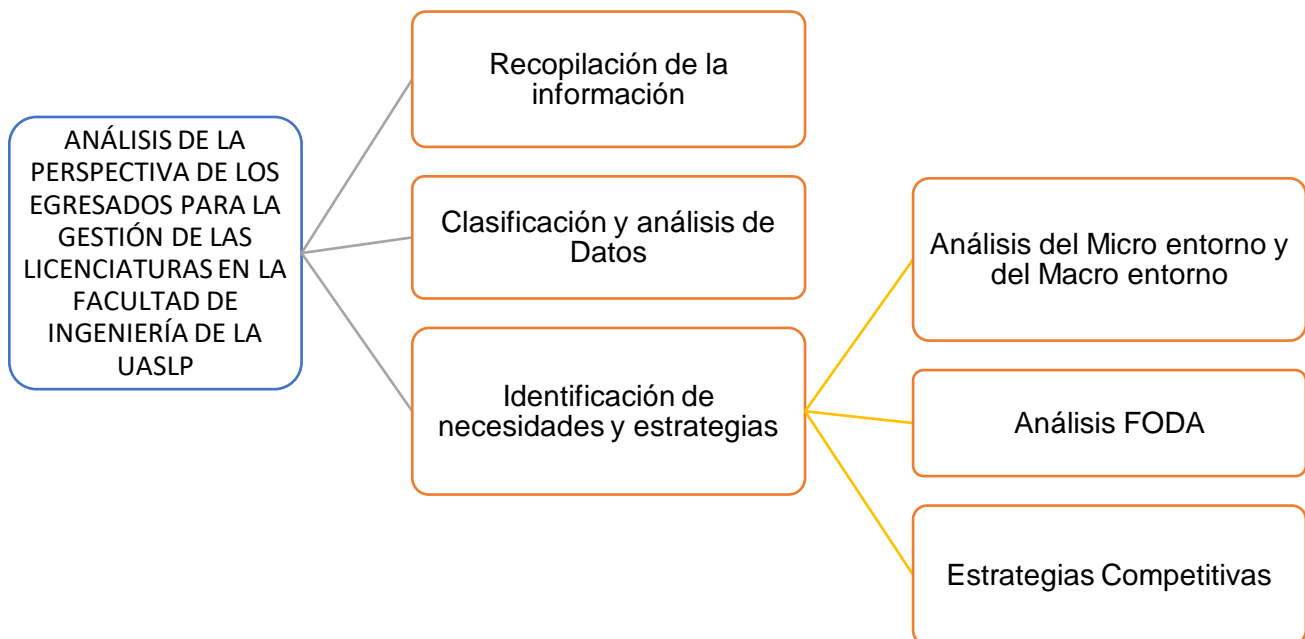 ANÁLISIS DE LA
PERSPECTIVA DE LOS
EGRESADOS PARA LA
GESTIÓN DE LAS
LICENCIATURAS EN LA
FACULTAD DE
INGENIERÍA DE LA
UASLP
Recopilación de la
información
Clasificación y análisis de
Datos
Identificación de
necesidades y estrategias
Análisis del Micro entorno y
del Macro entorno
Análisis FODA
Estrategias Competitivas